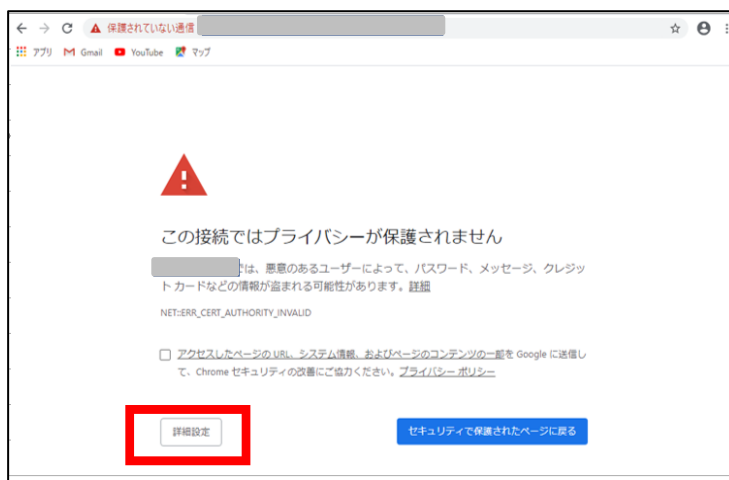 保護されていない通信
アプリ Gmail YouTube マップ
この接続ではプライバシーが保護されません
では、悪意のあるユーザーによって、パスワード、メッセージ、クレジッ
ト カードなどの情報が盗まれる可能性があります。詳細
NET::ERR_CERT_AUTHORITY_INVALID
アクセスしたページの URL、システム情報、およびページのコンテンツの一部を Google に送信し
て、Chrome セキュリティの改善にご協力ください。プライバシー ポリシー
詳細設定 セキュリティで保護されたページに戻る